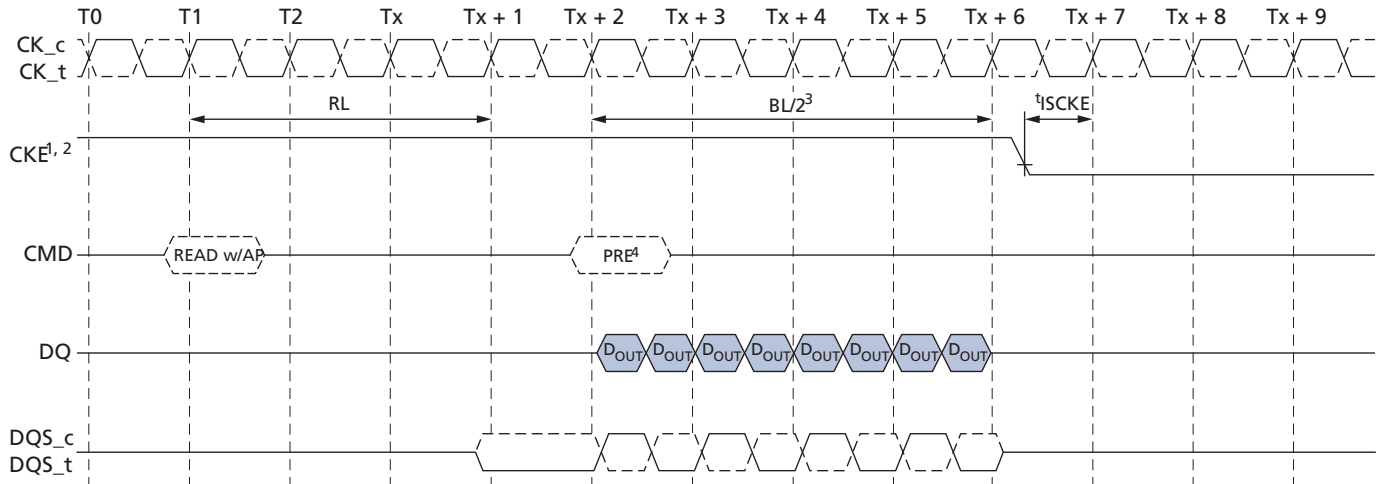 T0 T1 T2 Tx Tx + 1 Tx + 2 Tx + 3 Tx + 4 Tx + 5 Tx + 6 Tx + 7 Tx + 8 Tx + 9
CK_c
CK_t
RL BL/2³ ᵗISCKE
CKE¹, ²
CMD READ w/AP PRE⁴
DQ DOUT DOUT DOUT DOUT DOUT DOUT DOUT DOUT
DQS_c
DQS_t